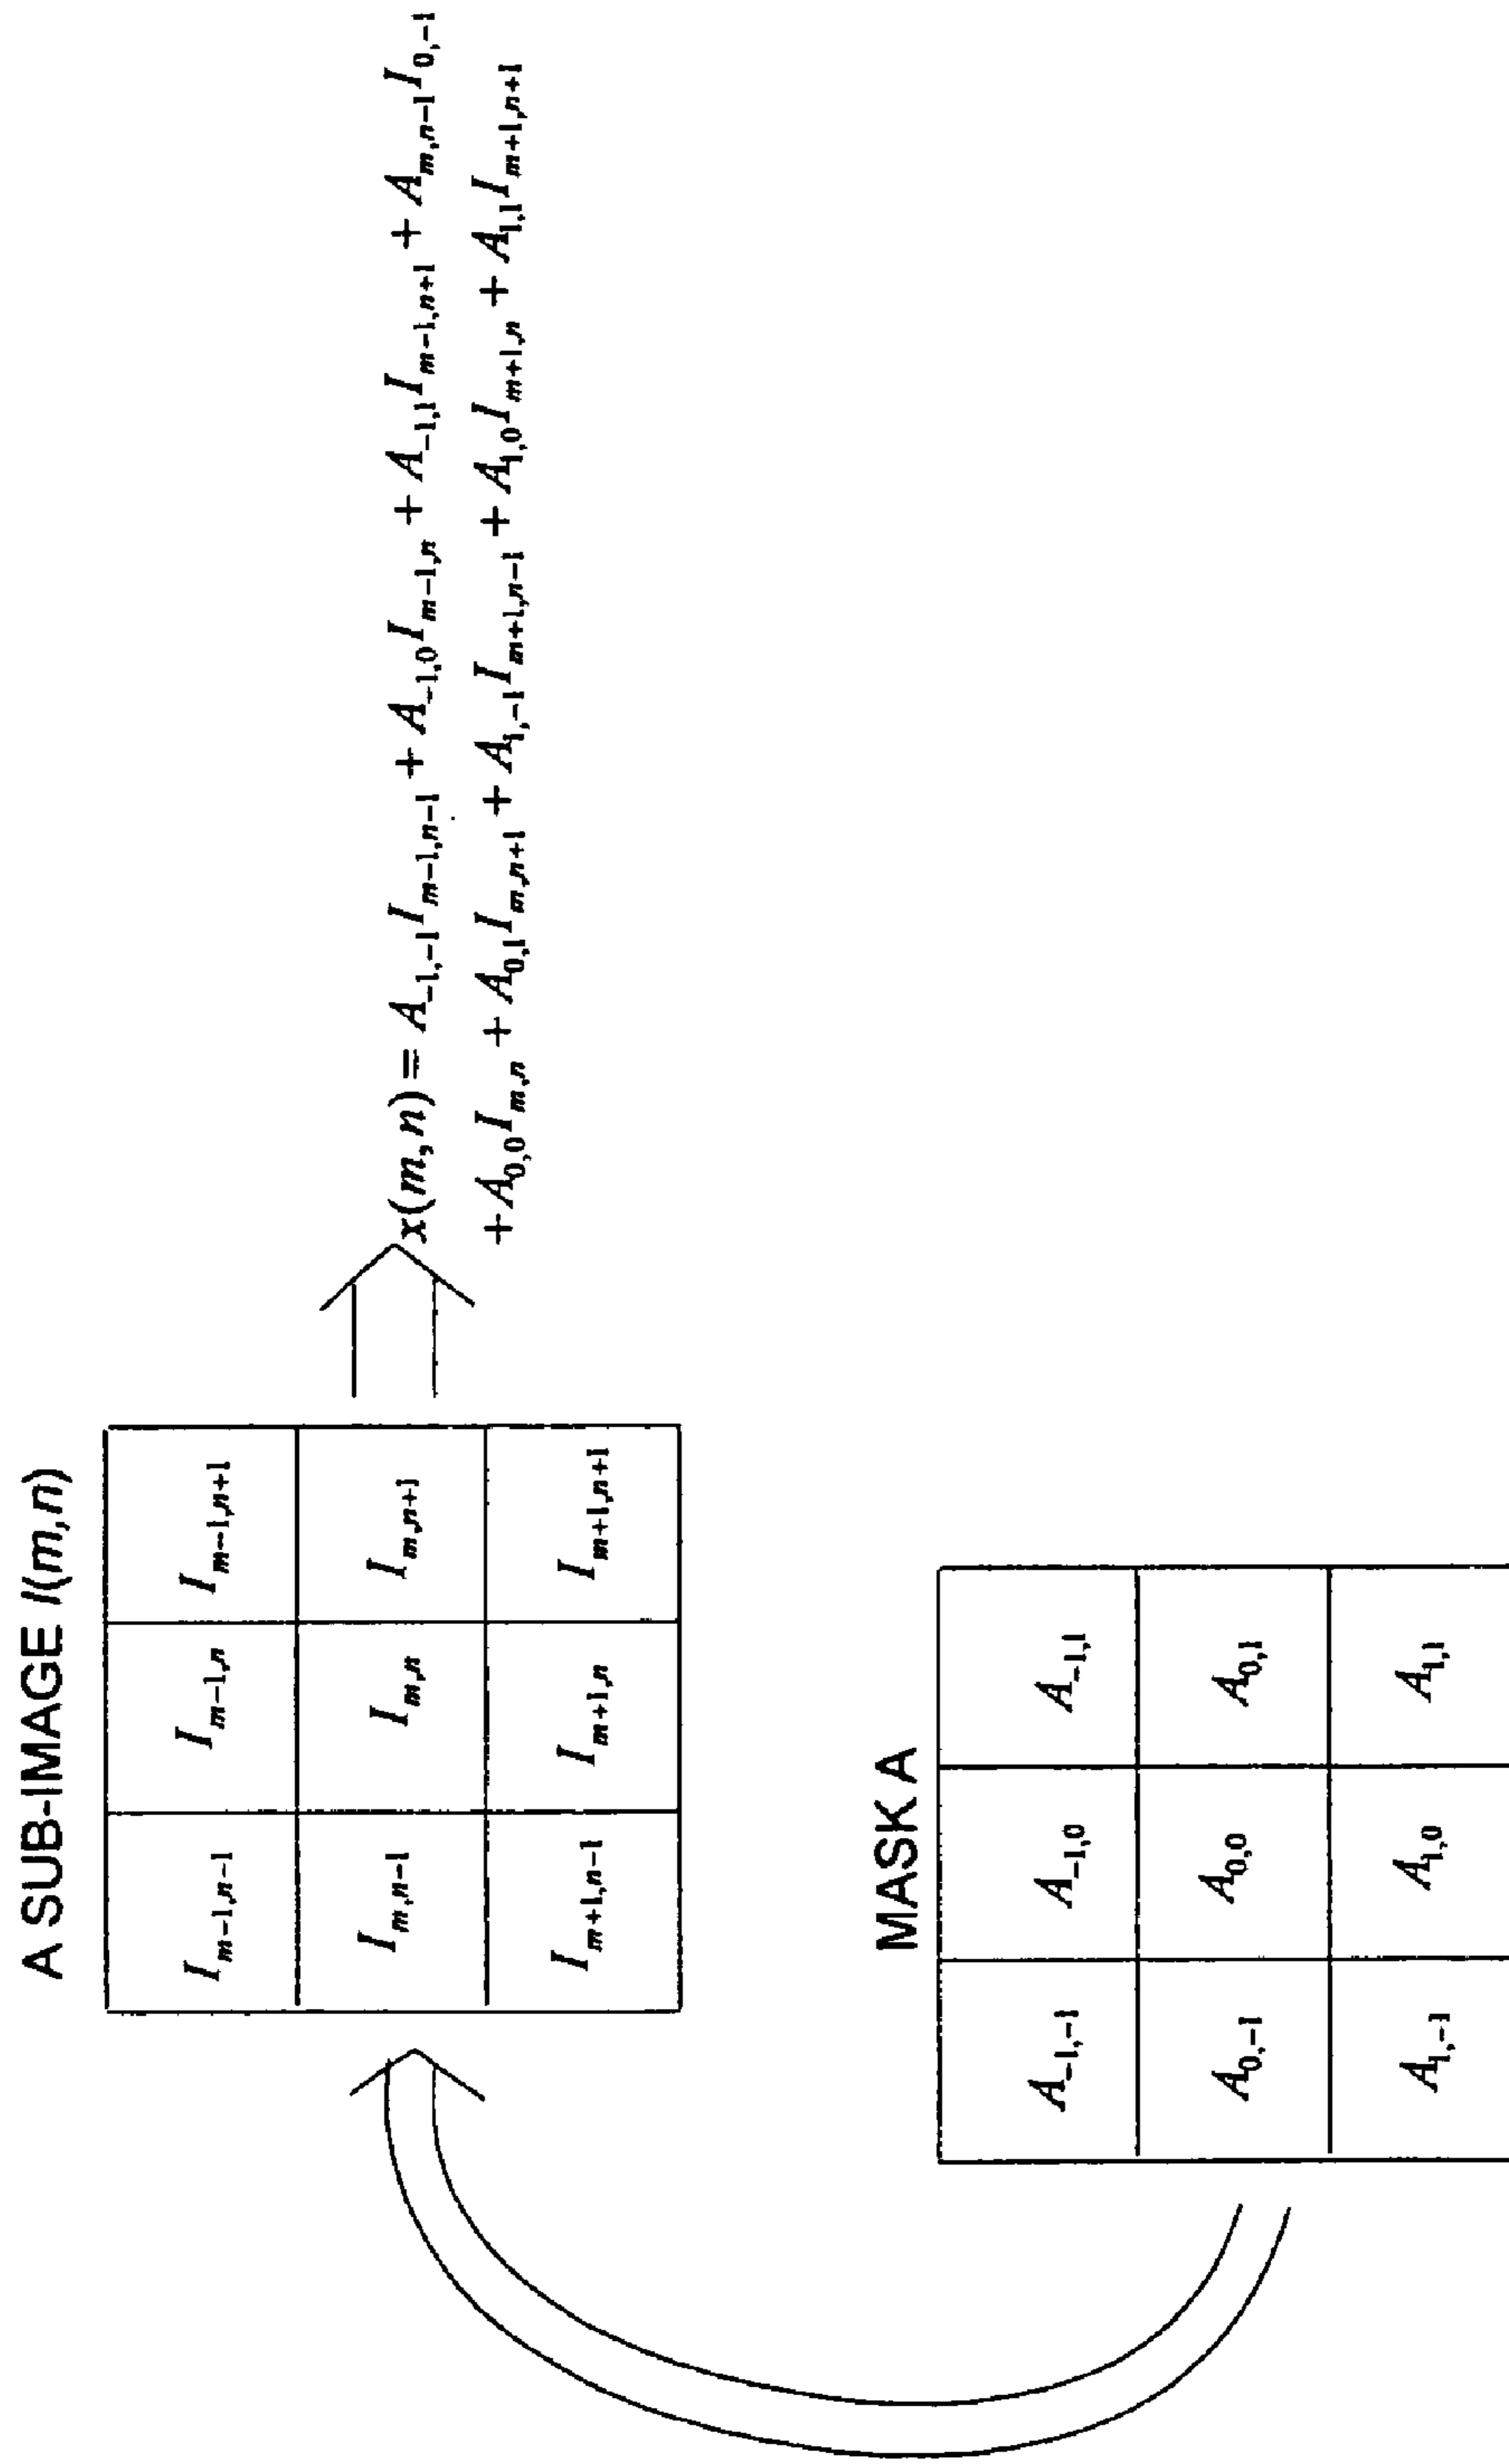 A SUB-IMAGE I(m,n)
I_{m−1,n−1} I_{m−1,n} I_{m−1,n+1}
I_{m,n−1} I_{m,n} I_{m,n+1}
I_{m+1,n−1} I_{m+1,n} I_{m+1,n+1}
x(m,n) = A_{−1,−1}I_{m−1,n−1} + A_{−1,0}I_{m−1,n} + A_{−1,1}I_{m−1,n+1} + A_{m,n−1}I_{0,−1}
+ A_{0,0}I_{m,n} + A_{0,1}I_{m,n+1} + A_{1,−1}I_{m+1,n−1} + A_{1,0}I_{m+1,n} + A_{1,1}I_{m+1,n+1}
MASK A
A_{−1,−1} A_{−1,0} A_{−1,1}
A_{0,−1} A_{0,0} A_{0,1}
A_{1,−1} A_{1,0} A_{1,1}